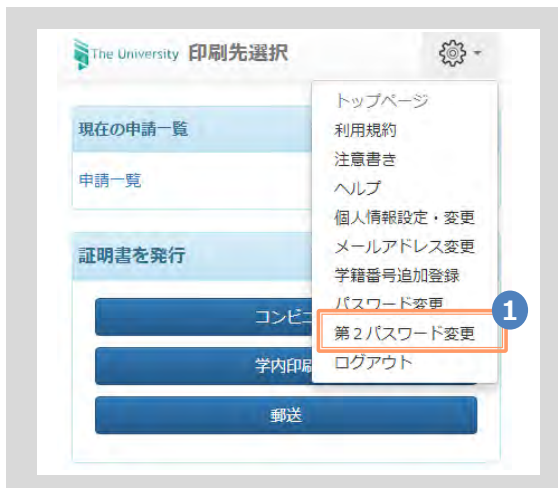 The University 印刷先選択
トップページ
利用規約
注意書き
ヘルプ
個人情報設定・変更
メールアドレス変更
学籍番号追加登録
パスワード変更
第２パスワード変更
ログアウト
1
現在の申請一覧
申請一覧
証明書を発行
コンビニ
学内印刷
郵送